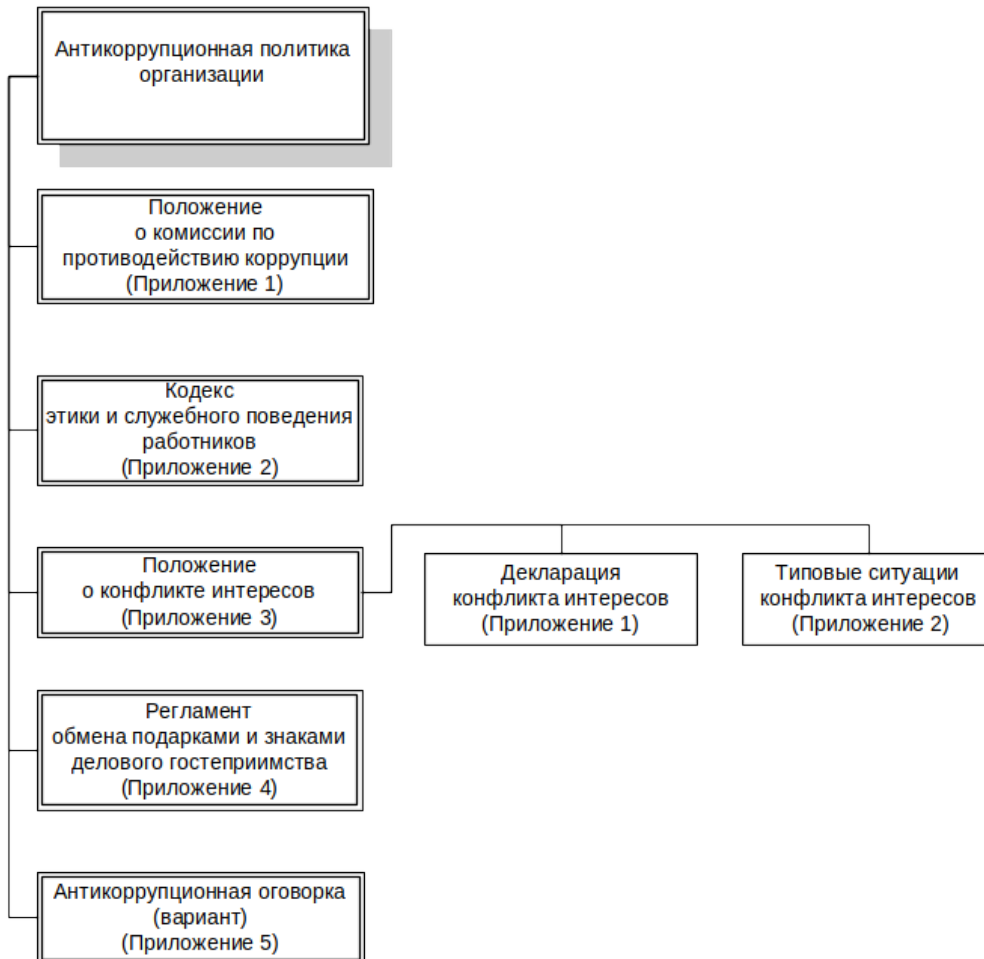 Антикоррупционная политика
организации
Положение
о комиссии по
противодействию коррупции
(Приложение 1)
Кодекс
этики и служебного поведения
работников
(Приложение 2)
Положение
о конфликте интересов
(Приложение 3)
Декларация
конфликта интересов
(Приложение 1)
Типовые ситуации
конфликта интересов
(Приложение 2)
Регламент
обмена подарками и знаками
делового гостеприимства
(Приложение 4)
Антикоррупционная оговорка
(вариант)
(Приложение 5)